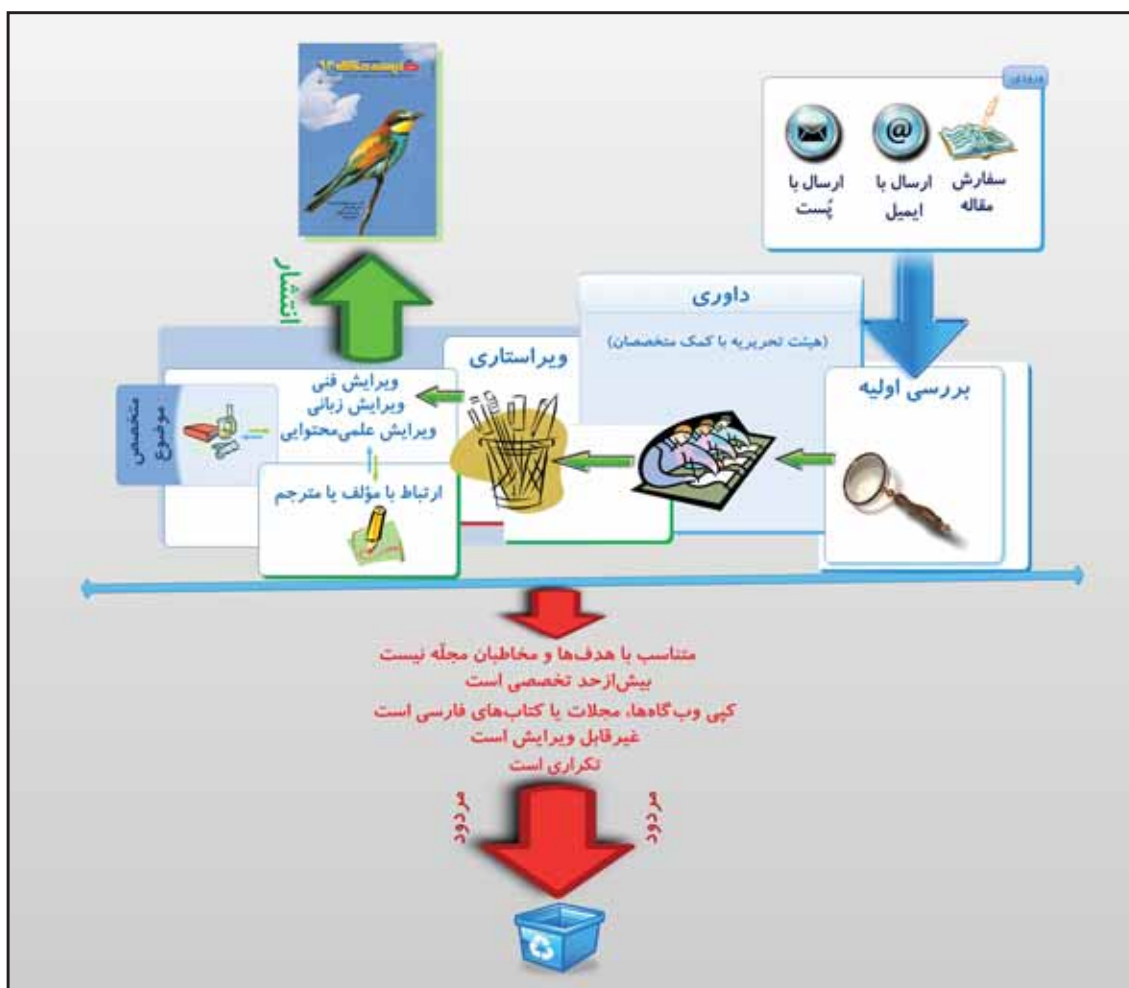 ورودی
سفارش
مقاله
ارسال با
ایمیل
ارسال با
پُست
بررسی اولیه
داوری
(هیئت تحریریه با کمک متخصصان)
ویراستاری
ویرایش فنی
ویرایش زبانی
ویرایش علمی‌محتوایی
متخصص
موضوع
ارتباط با مؤلف یا مترجم
انتشار
متناسب با هدف‌ها و مخاطبان مجلّه نیست
بیش‌ازحد تخصصی است
کپی وب‌گاه‌ها، مجلات یا کتاب‌های فارسی است
غیرقابل ویرایش است
تکراری است
مردود
مردود